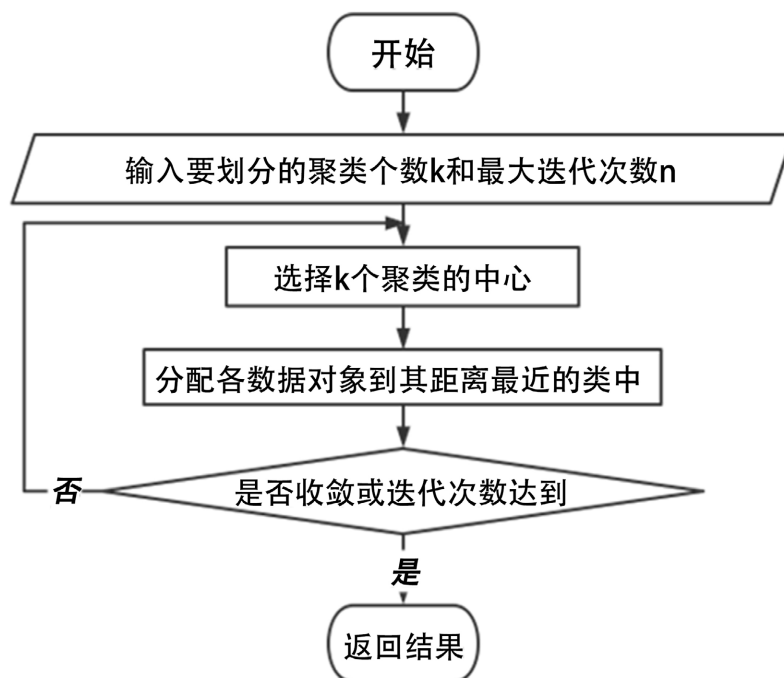 开始
输入要划分的聚类个数k和最大迭代次数n
选择k个聚类的中心
分配各数据对象到其距离最近的类中
是否收敛或迭代次数达到
否
是
返回结果